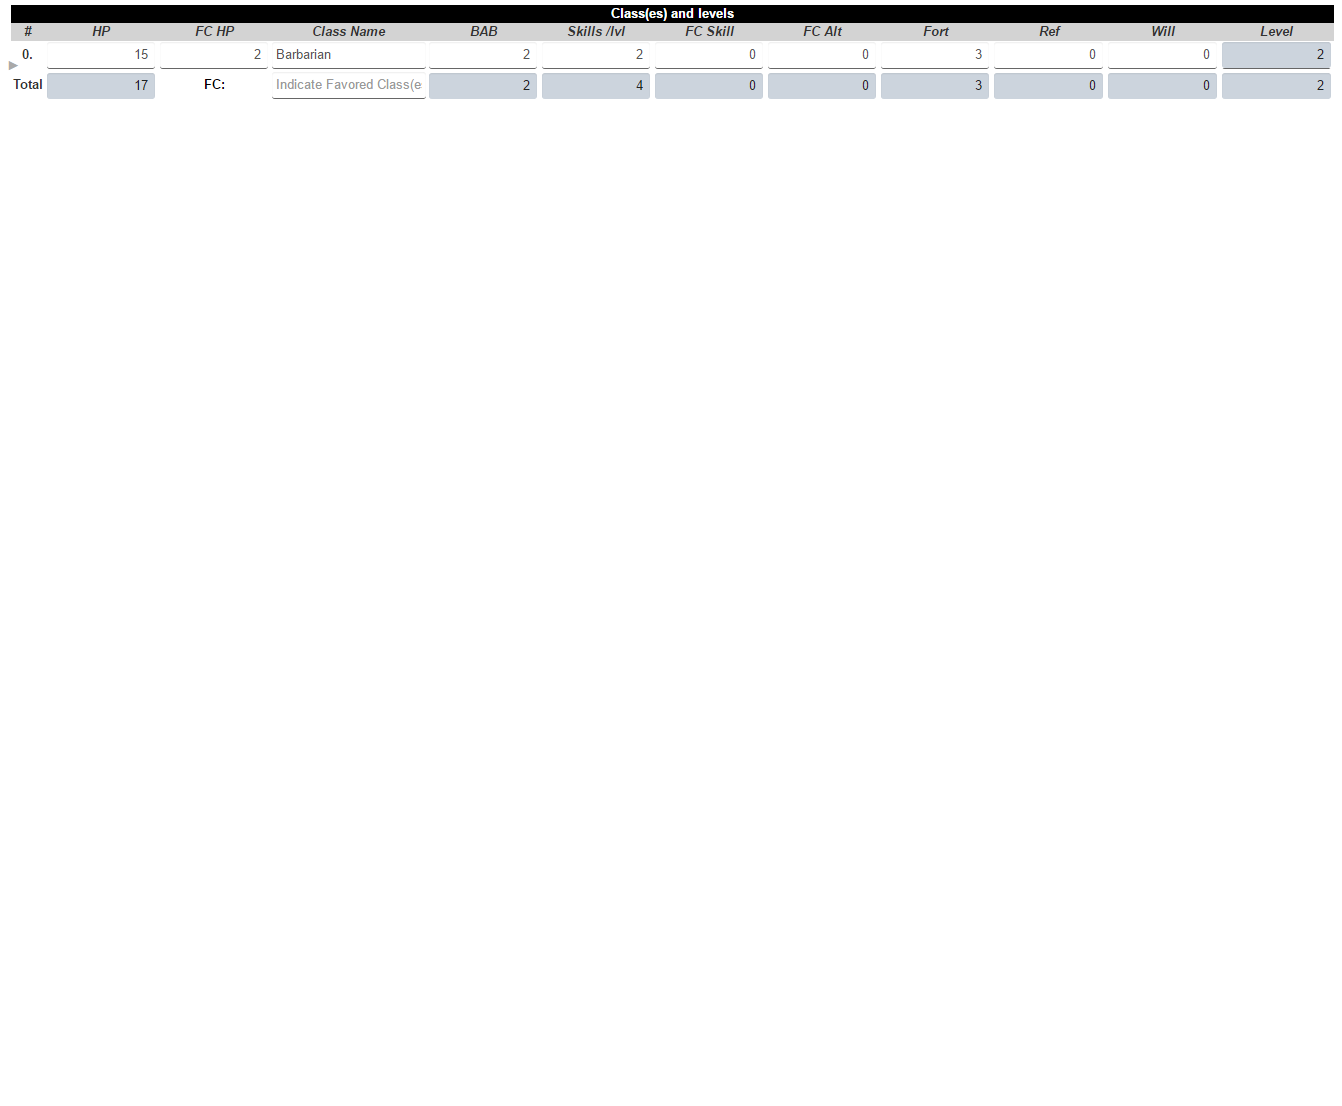 Class(es) and levels
# HP FC HP Class Name BAB Skills /lvl FC Skill FC Alt Fort Ref Will Level
0. 15 2 Barbarian 2 2 0 0 3 0 0 2
Total 17 FC: Indicate Favored Class(e 2 4 0 0 3 0 0 2